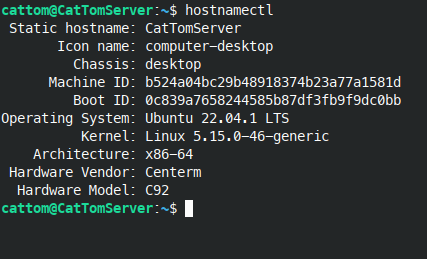 cattom@CatTomServer:~$ hostnamectl
Static hostname: CatTomServer
Icon name: computer-desktop
Chassis: desktop
Machine ID: b524a04bc29b48918374b23a77a1581d
Boot ID: 0c839a7658244585b87df3fb9f9dc0bb
Operating System: Ubuntu 22.04.1 LTS
Kernel: Linux 5.15.0-46-generic
Architecture: x86-64
Hardware Vendor: Centerm
Hardware Model: C92
cattom@CatTomServer:~$